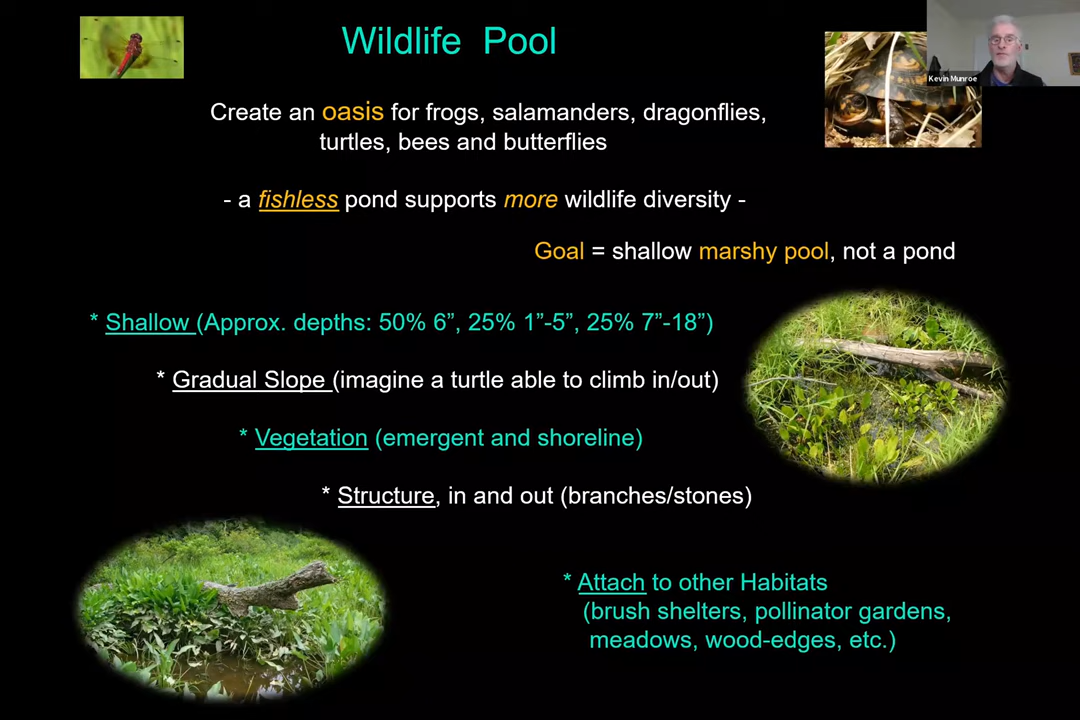 Wildlife Pool
Kevin Munroe
Create an oasis for frogs, salamanders, dragonflies,
turtles, bees and butterflies
- a fishless pond supports more wildlife diversity -
Goal = shallow marshy pool, not a pond
* Shallow (Approx. depths: 50% 6”, 25% 1”-5”, 25% 7”-18”)
* Gradual Slope (imagine a turtle able to climb in/out)
* Vegetation (emergent and shoreline)
* Structure, in and out (branches/stones)
* Attach to other Habitats
(brush shelters, pollinator gardens,
meadows, wood-edges, etc.)